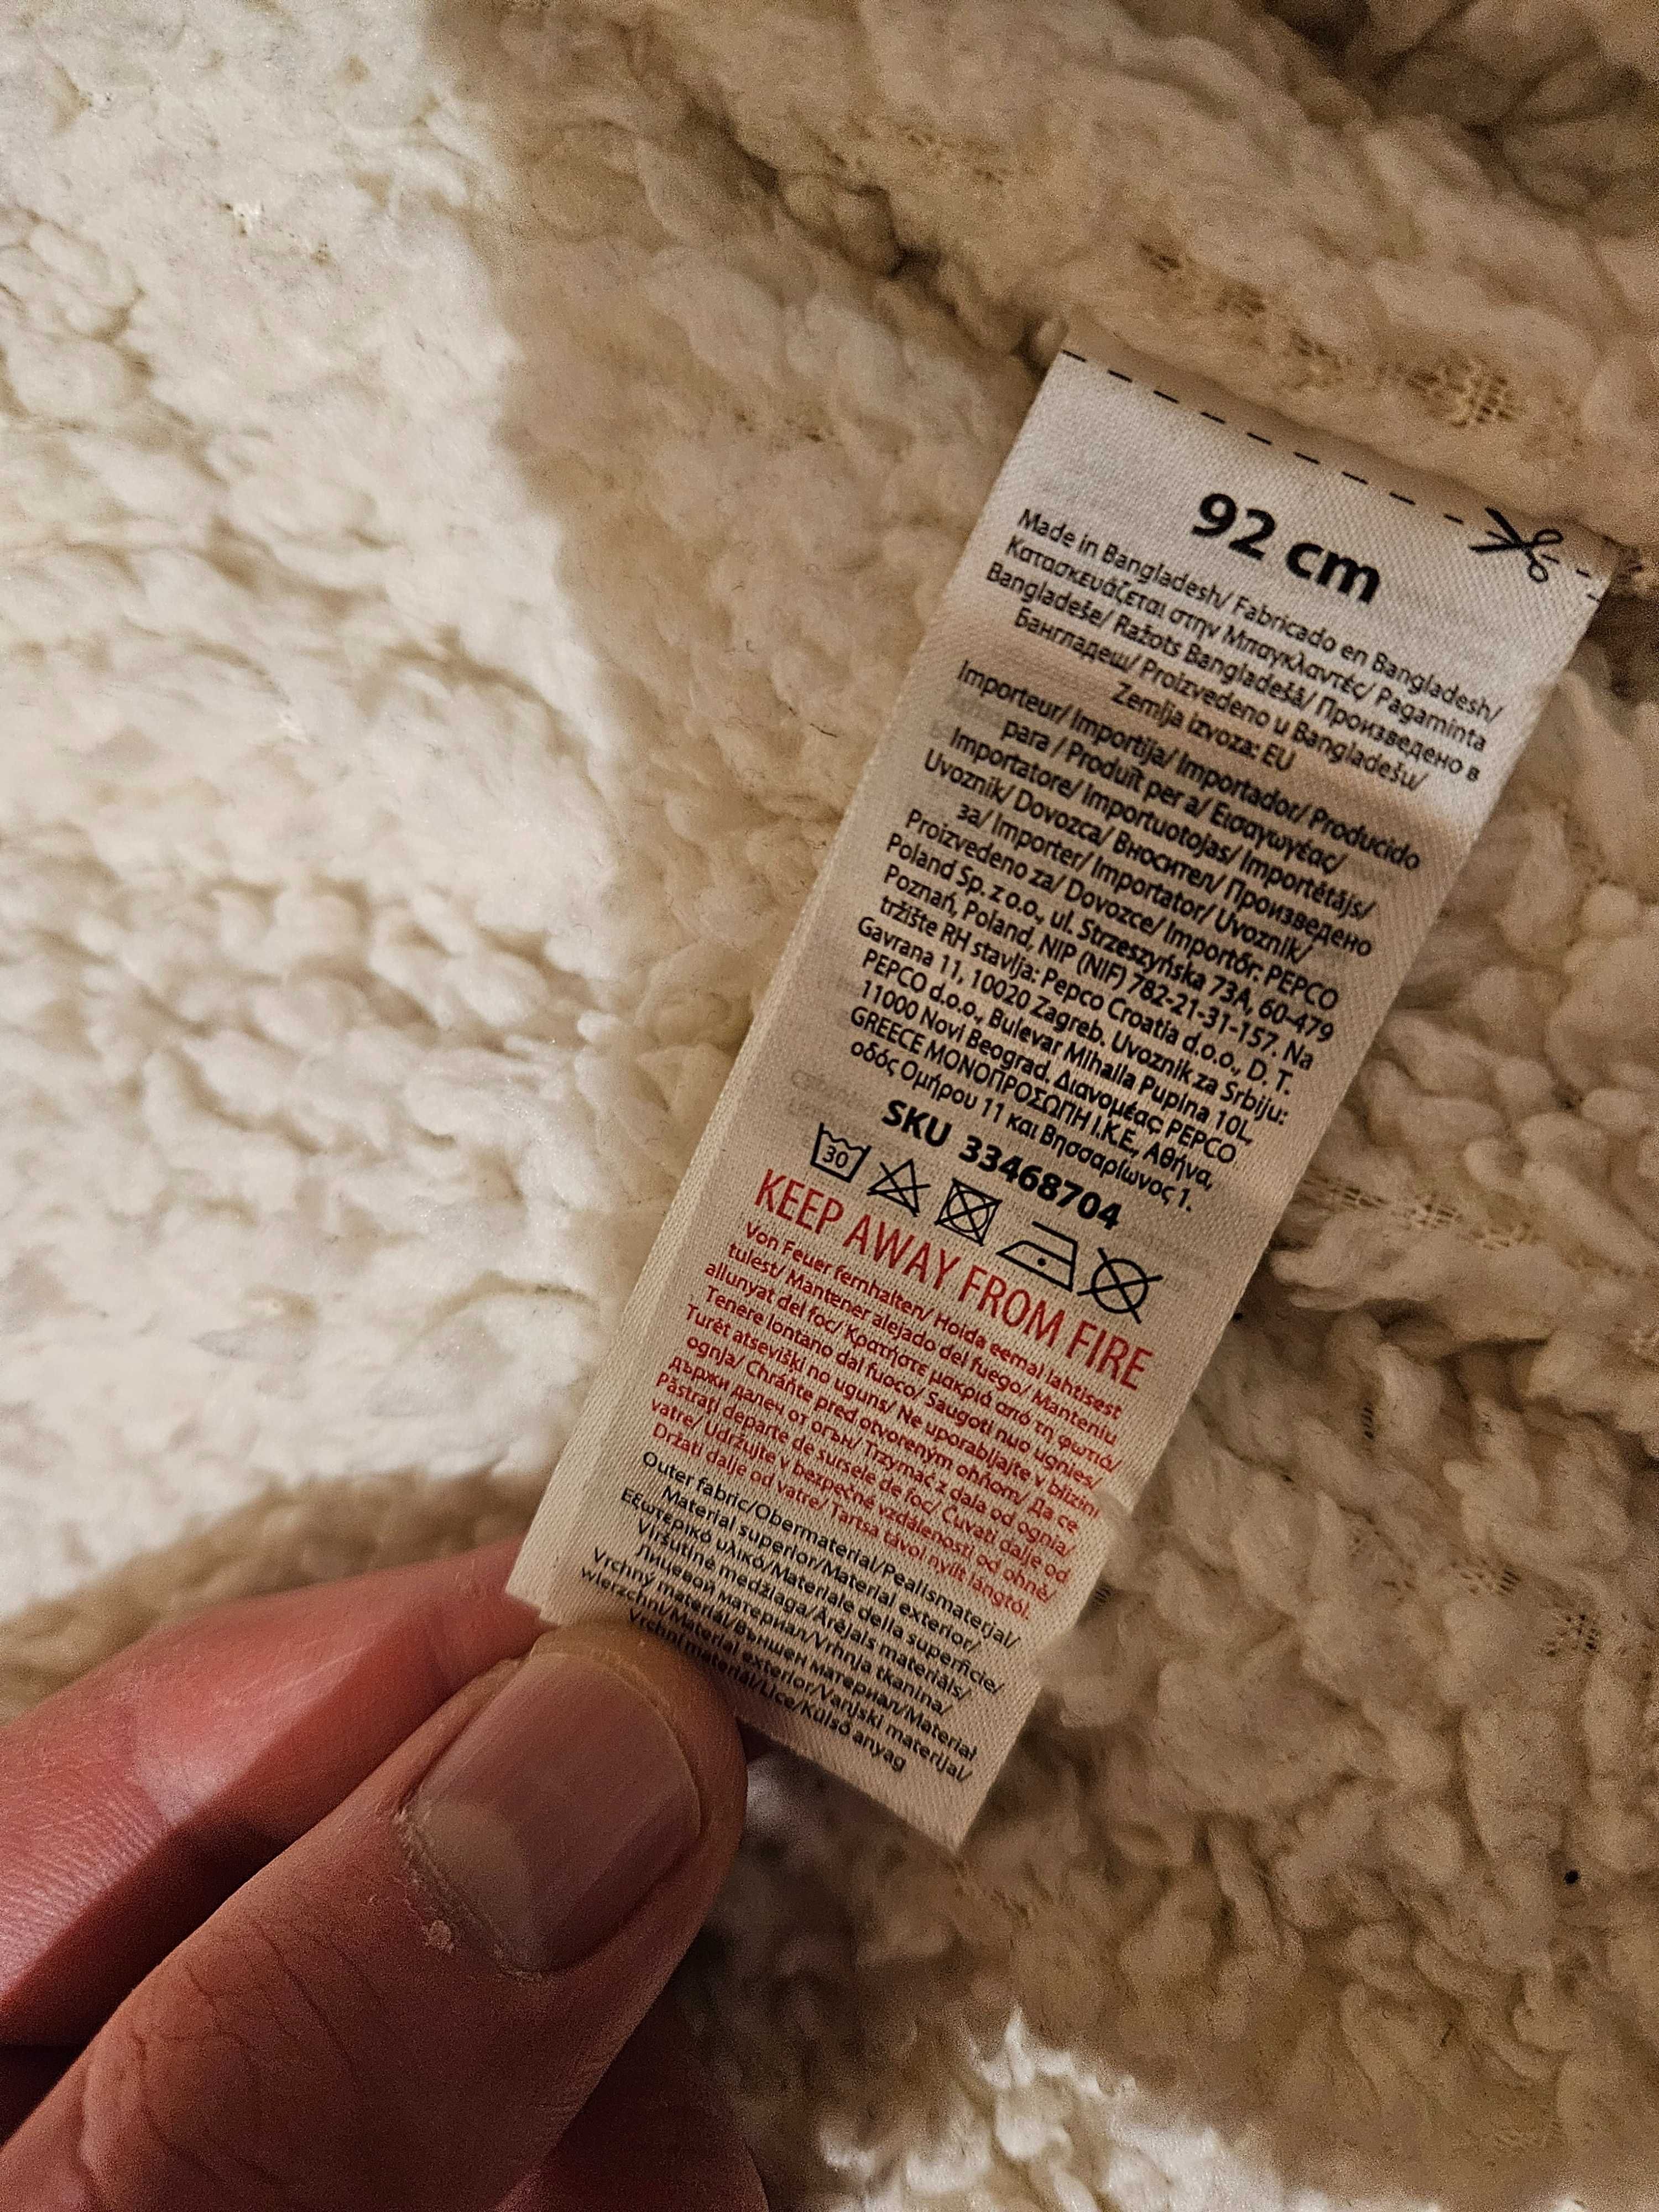 92 cm
Made in Bangladesh/ Fabricado en Bangladesh/
Κατασκευάζεται στην Μπαγκλαντές/ Pagaminta
Bangladeše/ Ražots Bangladešā/ Произведено в
Бангладеш/ Proizvedeno u Bangladešu/
Zemlja izvoza: EU
Importeur/ Importija/ Importador/ Producido
para / Produït per a/ Εισαγωγέας/
Importatore/ Importuotojas/ Importētājs/
Uvoznik/ Dovozca/ Вносител/ Произведено
за/ Importer/ Importator/ Uvoznik/
Proizvedeno za/ Dovozce/ Importőr: PEPCO
Poland Sp. z o.o., ul. Strzeszyńska 73A, 60-479
Poznań, Poland, NIP (NIF) 782-21-31-157. Na
tržište RH stavlja: Pepco Croatia d.o.o., D. T.
Gavrana 11, 10020 Zagreb. Uvoznik za Srbiju:
PEPCO d.o.o., Bulevar Mihajla Pupina 10L,
11000 Novi Beograd. Διανομέας: PEPCO
GREECE ΜΟΝΟΠΡΟΣΩΠΗ Ι.Κ.Ε., Αθήνα,
οδός Ομήρου 11 και Βησσαρίωνος 1.
SKU 33468704
30
KEEP AWAY FROM FIRE
Von Feuer fernhalten/ Hoida eemal lahtisest
tulest/ Mantener alejado del fuego/ Manteniu
allunyat del foc/ Κρατήστε μακριά από τη φωτιά/
Tenere lontano dal fuoco/ Saugoti nuo ugnies/
Turēt atsevišķi no uguns/ Ne uporabljajte v bližini
ognja/ Chráňte pred otvoreným ohňom/ Да се
държи далеч от огън/ Trzymać z dala od ognia/
Păstrați departe de sursele de foc/ Čuvati dalje od
vatre/ Udržujte v bezpečné vzdálenosti od ohně/
Držati dalje od vatre/ Tartsa távol nyílt lángtól.
Outer fabric/Obermaterial/Pealismaterjal/
Material superior/Material exterior/
Εξωτερικό υλικό/Materiale della superficie/
Viršutinė medžiaga/Ārējais materiāls/
Лицевой материал/Vrhnja tkanina/
Vrchný materiál/Външен материал/Materiał
wierzchni/Material exterior/Vanjski materijal/
Vrchní materiál/Lice/Külső anyag